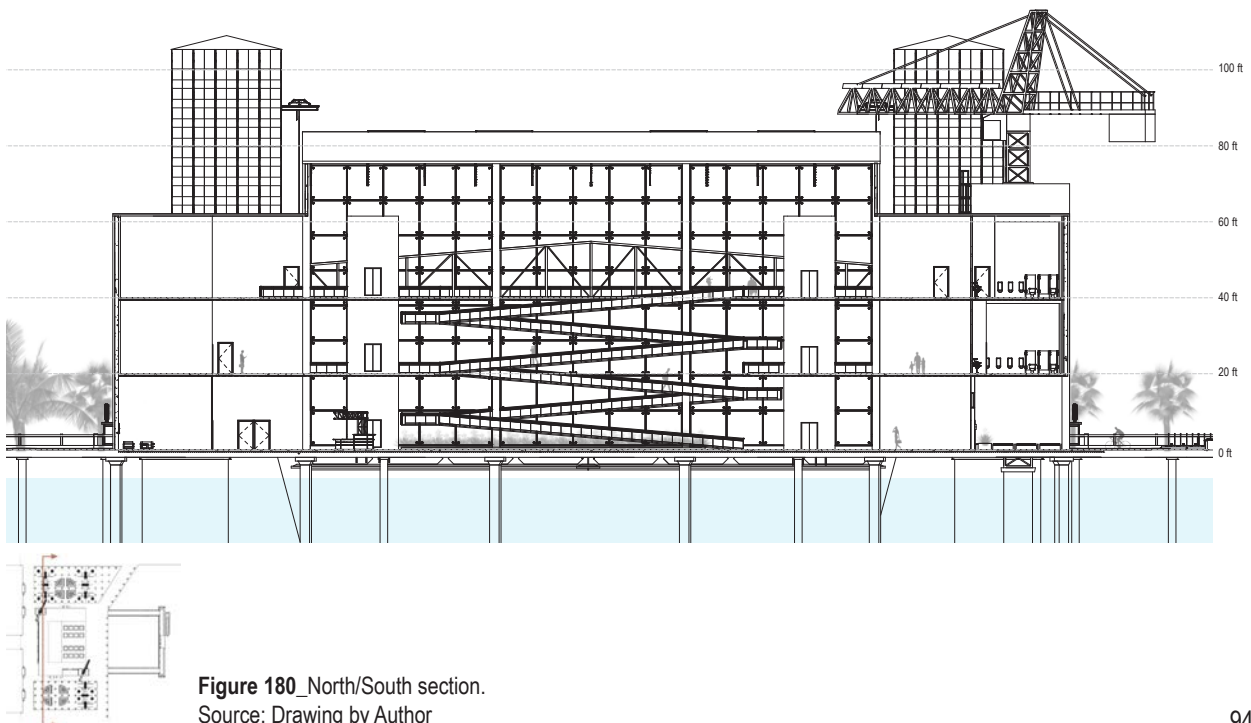 100 ft
80 ft
60 ft
40 ft
20 ft
0 ft
Figure 180_North/South section.
Source: Drawing by Author
94